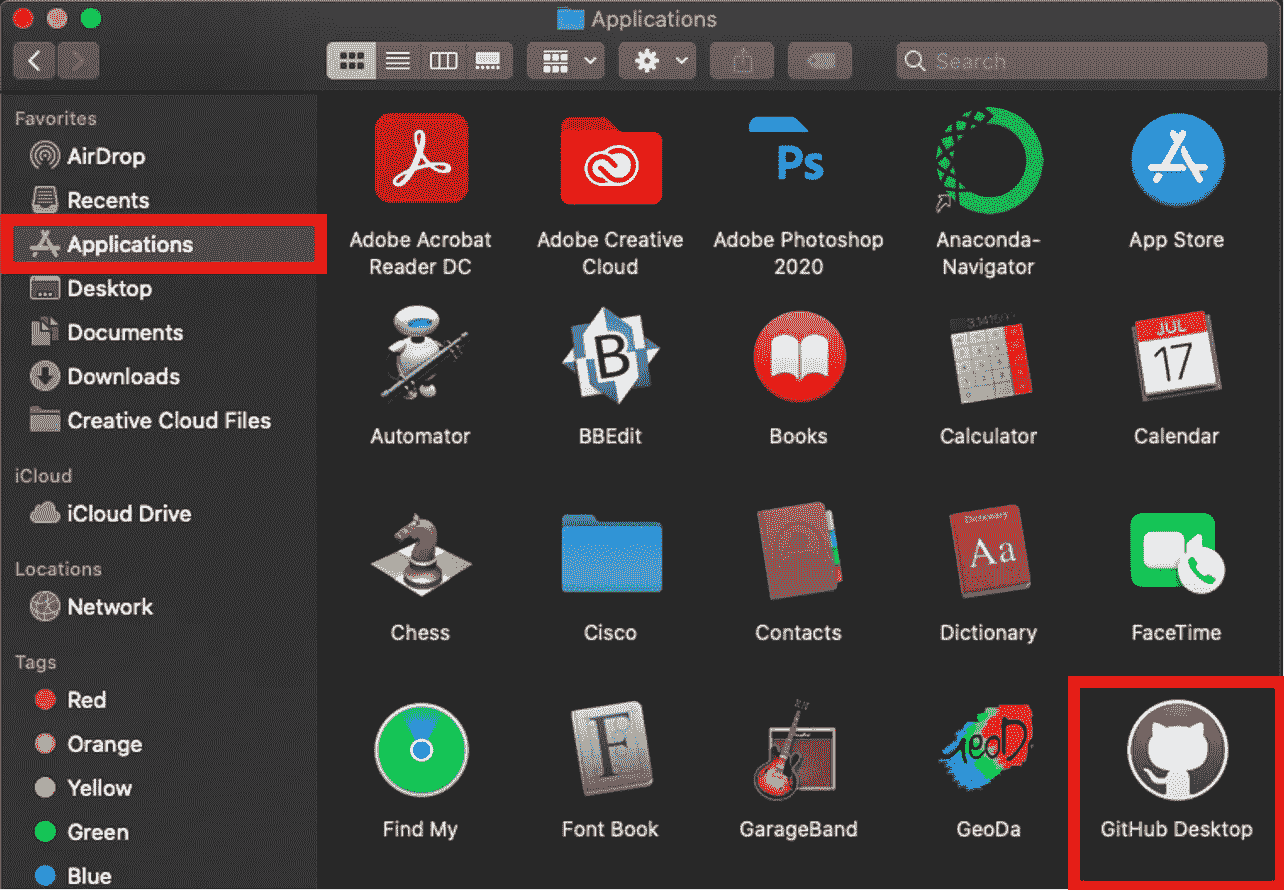 Applications
Search
Favorites
AirDrop
Recents
Applications
Desktop
Documents
Downloads
Creative Cloud Files
iCloud
iCloud Drive
Locations
Network
Tags
Red
Orange
Yellow
Green
Blue
Ps
Adobe Acrobat
Reader DC
Adobe Creative
Cloud
Adobe Photoshop
2020
Anaconda-
Navigator
App Store
B
JUL
17
Automator
BBEdit
Books
Calculator
Calendar
Dictionary
Aa
Chess
Cisco
Contacts
Dictionary
FaceTime
F
GeoD
Find My
Font Book
GarageBand
GeoDa
GitHub Desktop